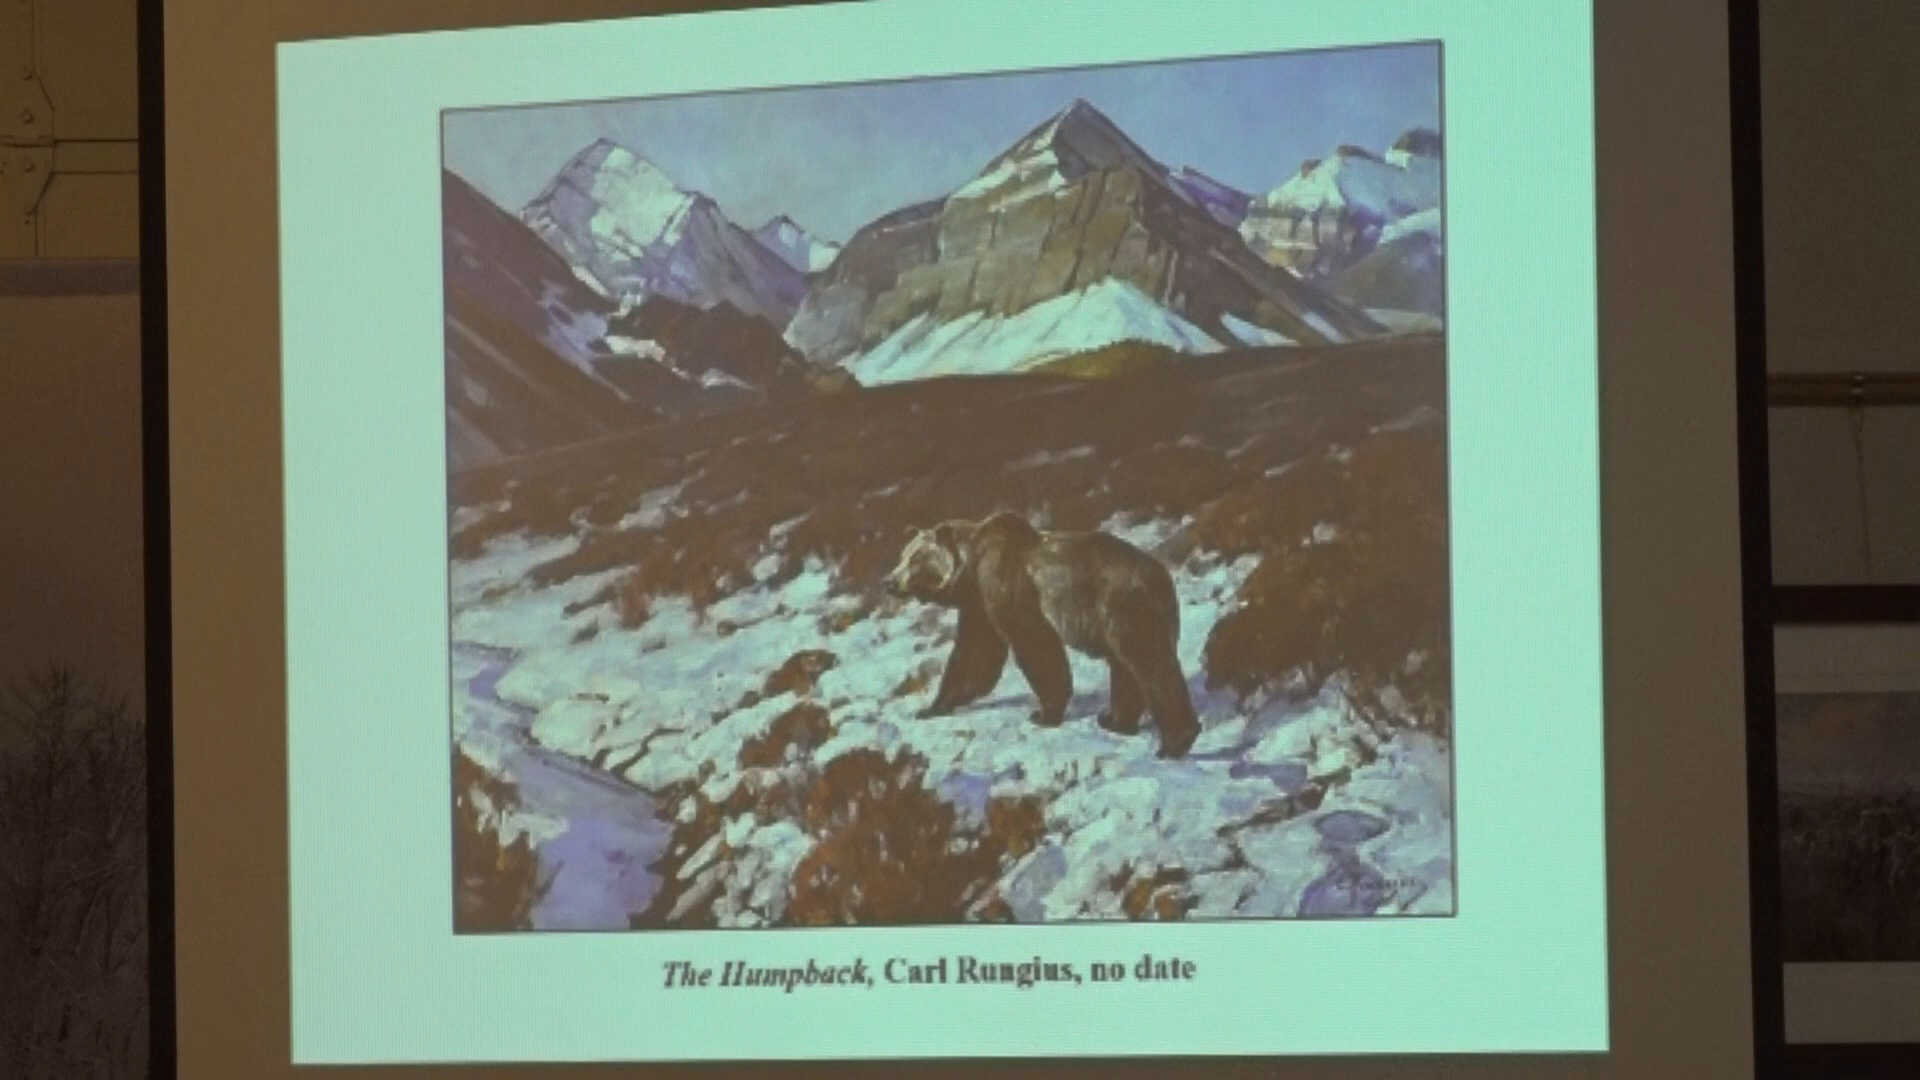 The Humpback, Carl Rungius, no date